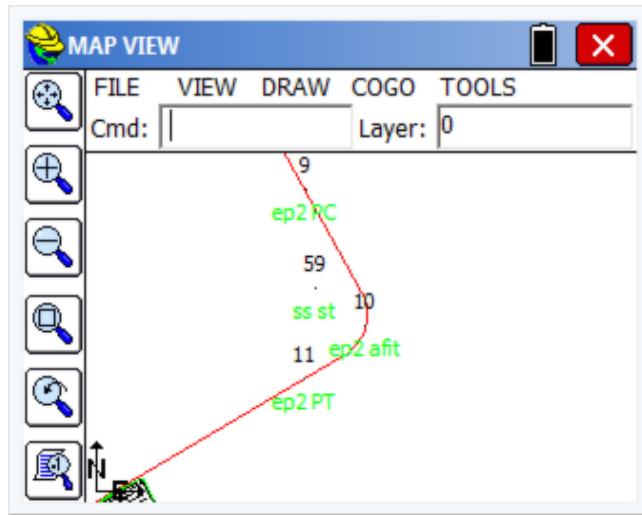 MAP VIEW
FILE VIEW DRAW COGO TOOLS
Cmd: Layer: 0
9
ep2 PC
59
ss st
10
ep2 afit
11
ep2 PT
N